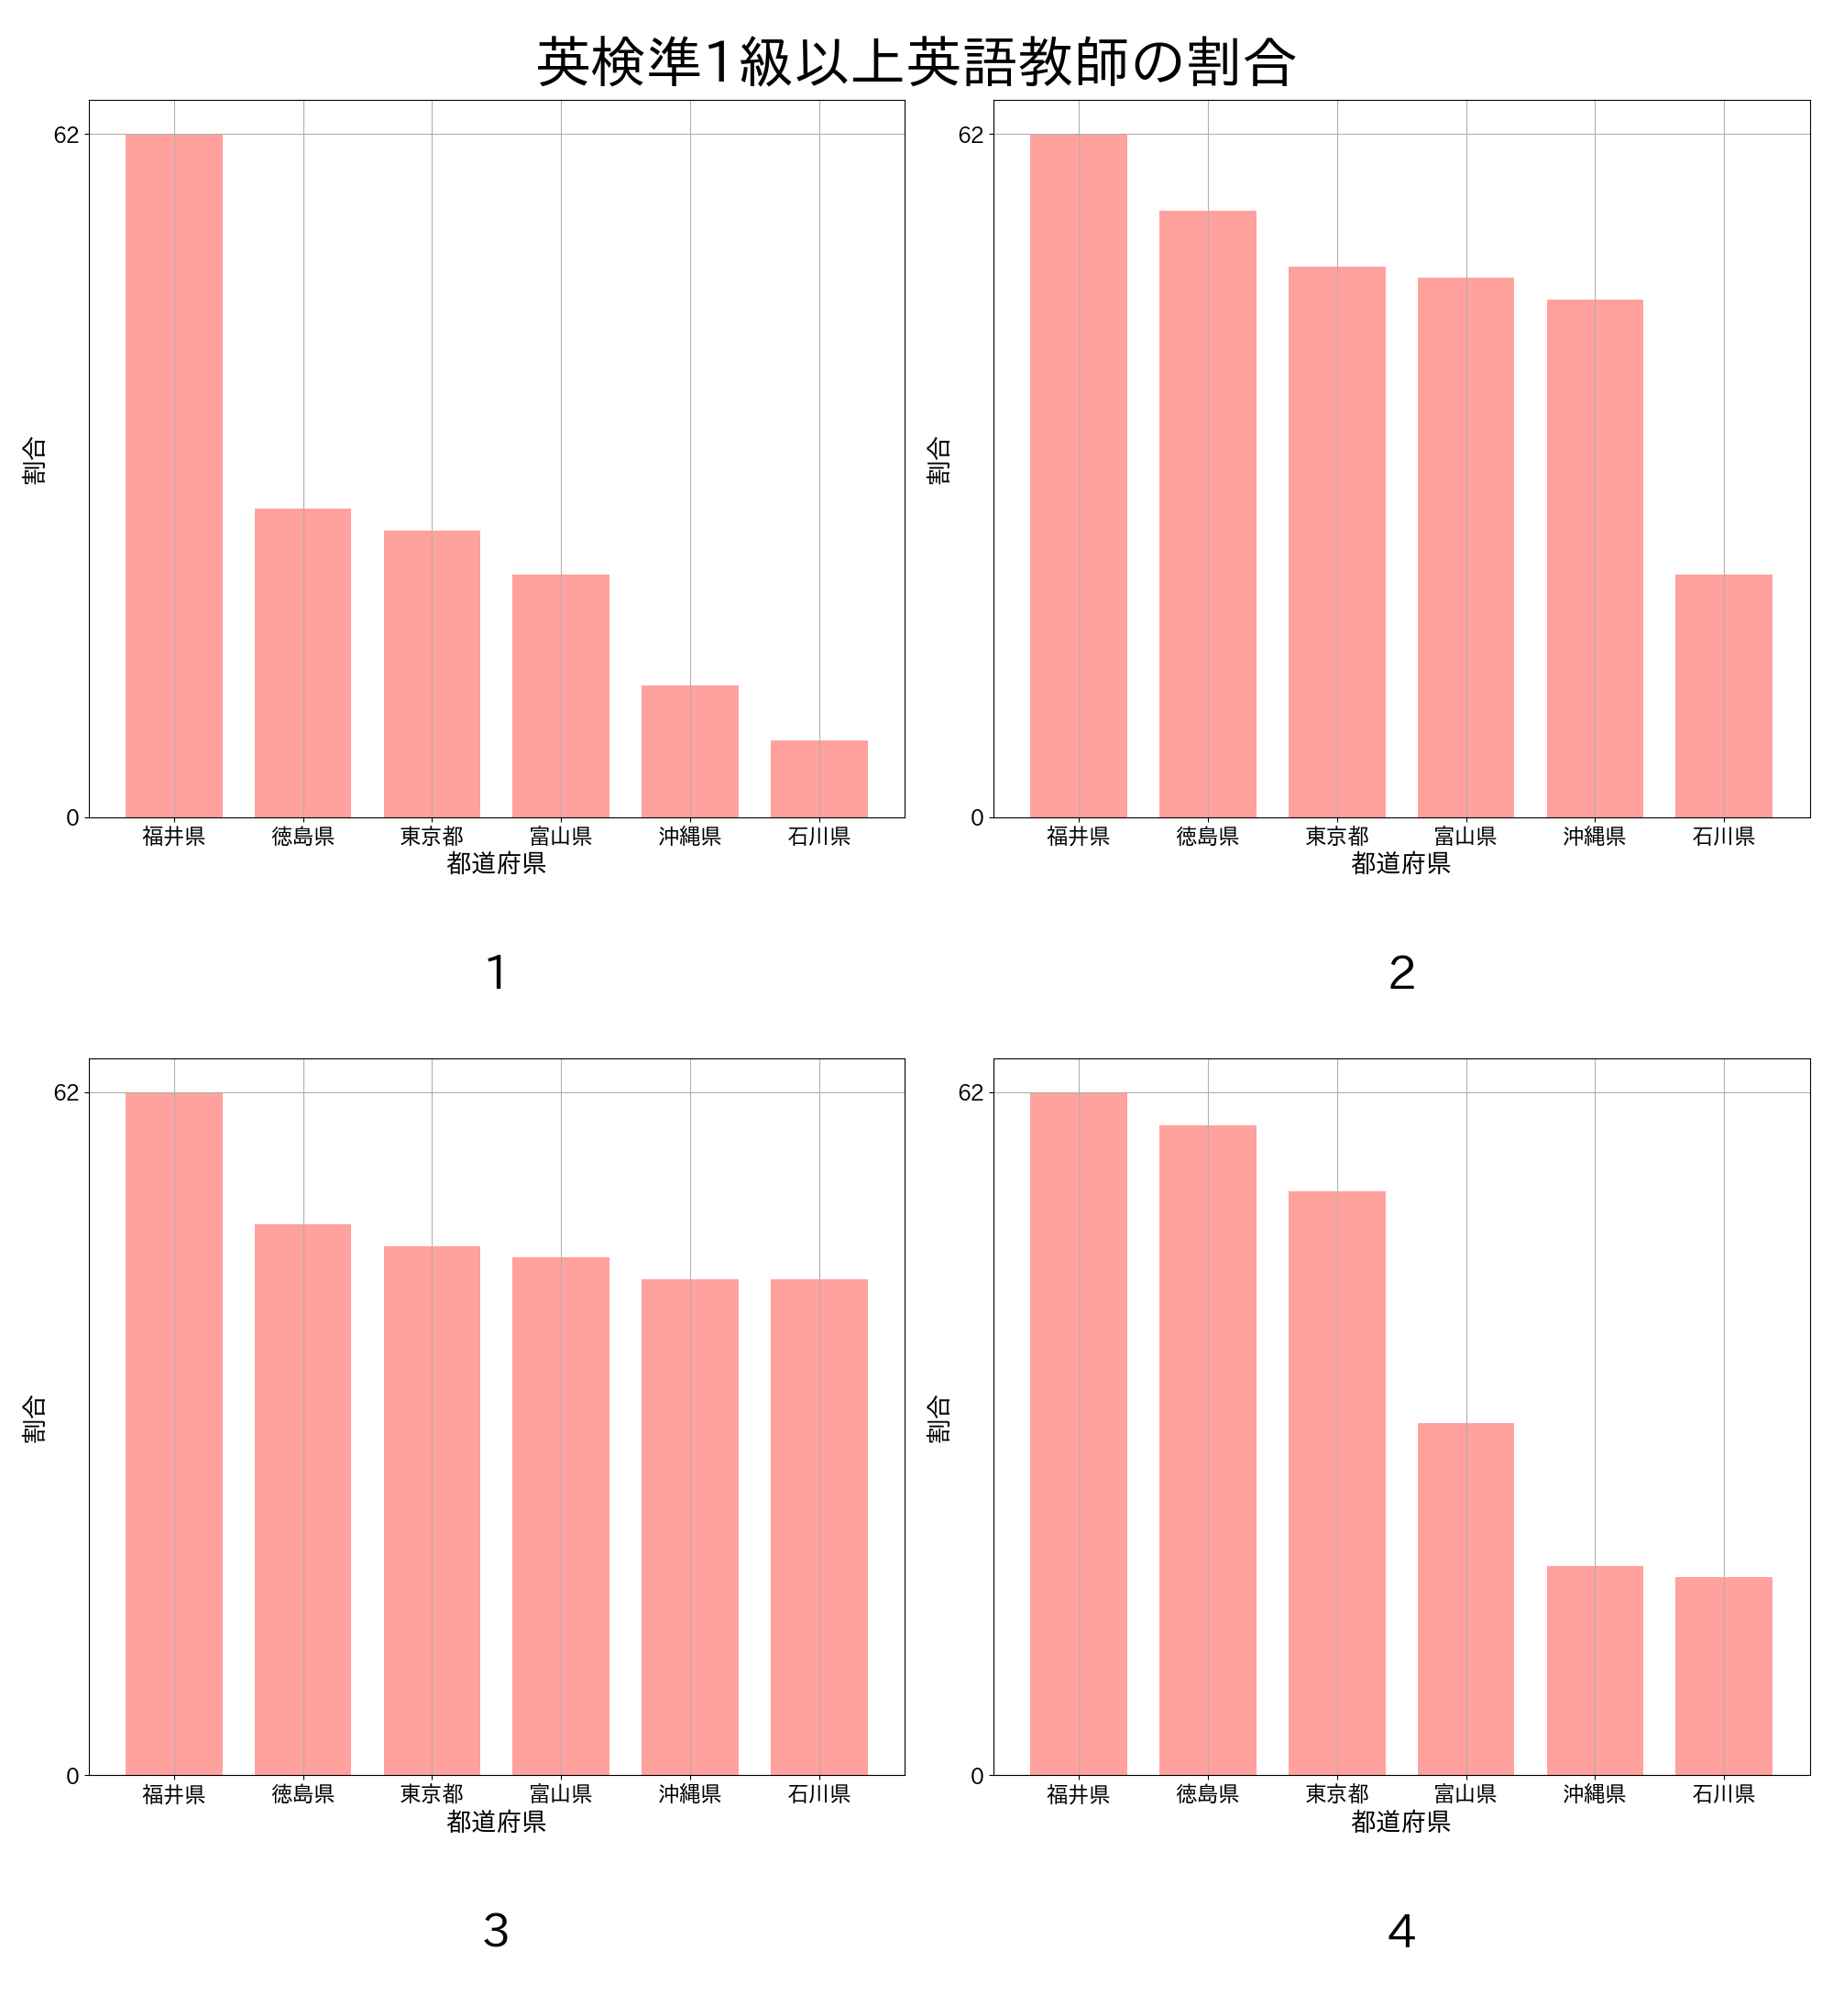 英検準1級以上英語教師の割合
62
0
割合
福井県 徳島県 東京都 富山県 沖縄県 石川県
都道府県
1
62
0
割合
福井県 徳島県 東京都 富山県 沖縄県 石川県
都道府県
2
62
0
割合
福井県 徳島県 東京都 富山県 沖縄県 石川県
都道府県
3
62
0
割合
福井県 徳島県 東京都 富山県 沖縄県 石川県
都道府県
4